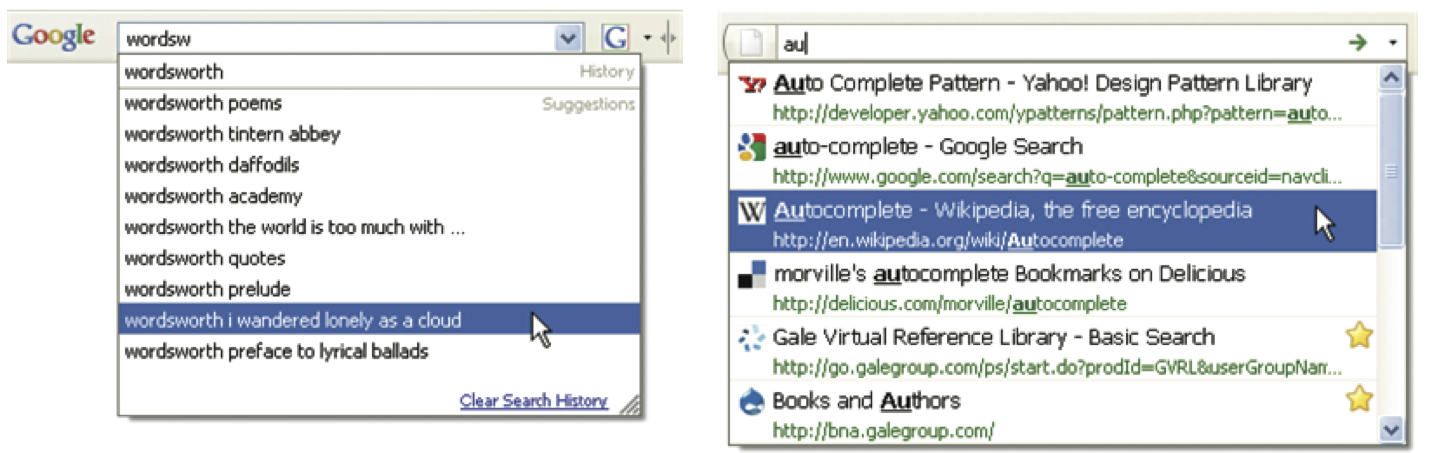 Google wordsw G
wordsworth History
wordsworth poems Suggestions
wordsworth tintern abbey
wordsworth daffodils
wordsworth academy
wordsworth the world is too much with ...
wordsworth quotes
wordsworth prelude
wordsworth i wandered lonely as a cloud
wordsworth preface to lyrical ballads
Clear Search History
au
Y! Auto Complete Pattern - Yahoo! Design Pattern Library
http://developer.yahoo.com/ypatterns/pattern.php?pattern=auto...
auto-complete - Google Search
http://www.google.com/search?q=auto-complete&sourceid=navcli...
W Autocomplete - Wikipedia, the free encyclopedia
http://en.wikipedia.org/wiki/Autocomplete
morville's autocomplete Bookmarks on Delicious
http://delicious.com/morville/autocomplete
Gale Virtual Reference Library - Basic Search
http://go.galegroup.com/ps/start.do?prodId=GVRL&userGroupNam...
Books and Authors
http://bna.galegroup.com/